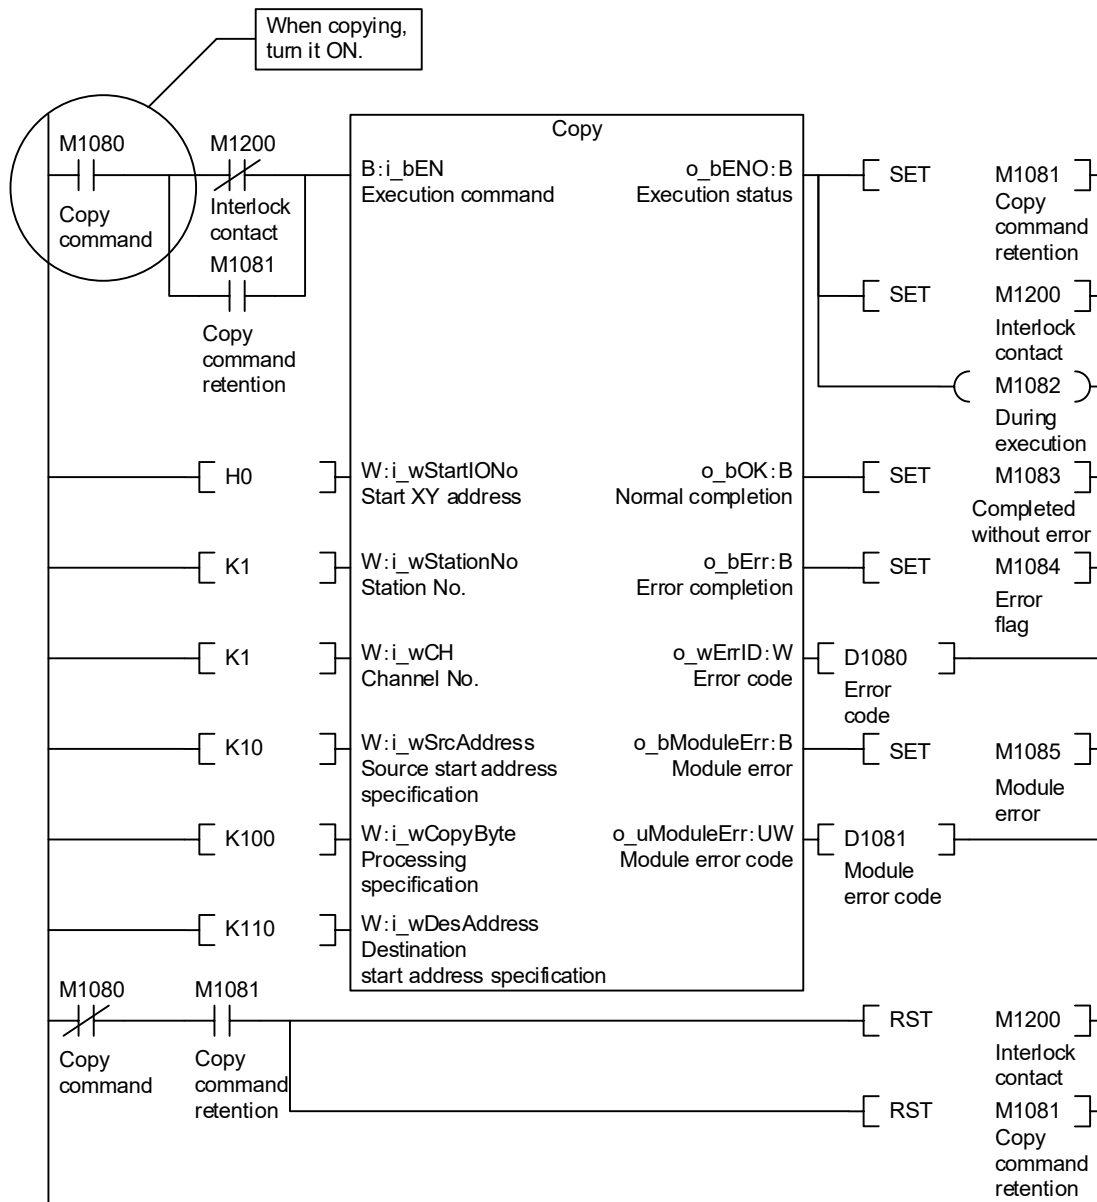 When copying,
turn it ON.
Copy
M1080
M1200
B:i_bEN
o_bENO:B
SET
M1081
Execution command
Execution status
Copy
command
Interlock
contact
Copy
command
retention
M1081
SET
M1200
Copy
command
retention
Interlock
contact
M1082
During
execution
H0
W:i_wStartIONo
Start XY address
o_bOK:B
Normal completion
SET
M1083
Completed
without error
K1
W:i_wStationNo
Station No.
o_bErr:B
Error completion
SET
M1084
Error
flag
K1
W:i_wCH
Channel No.
o_wErrID:W
Error code
D1080
Error
code
K10
W:i_wSrcAddress
Source start address
specification
o_bModuleErr:B
Module error
SET
M1085
Module
error
K100
W:i_wCopyByte
Processing
specification
o_uModuleErr:UW
Module error code
D1081
Module
error code
K110
W:i_wDesAddress
Destination
start address specification
M1080
M1081
RST
M1200
Copy
command
Copy
command
retention
Interlock
contact
RST
M1081
Copy
command
retention